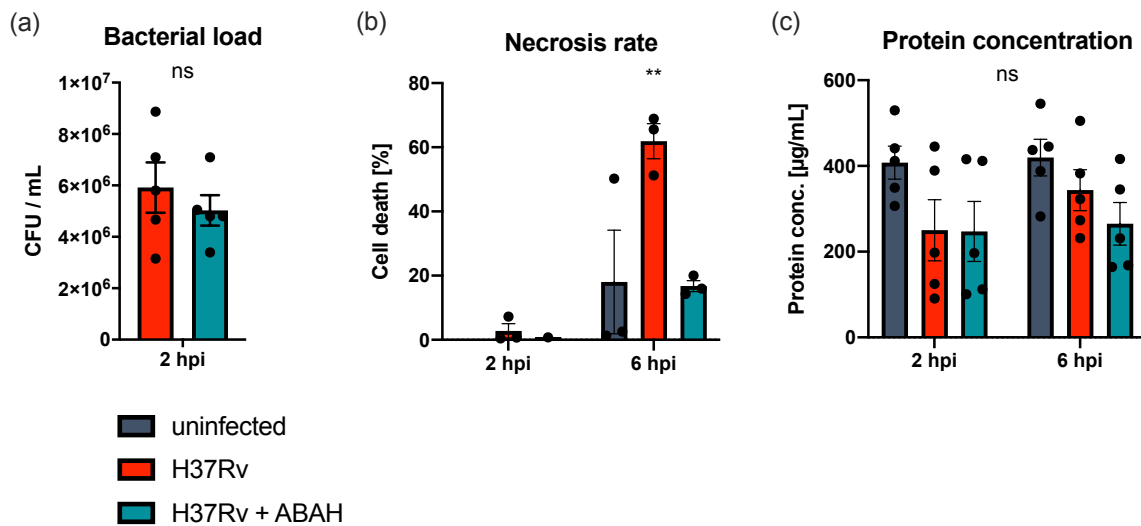 (a)
Bacterial load
ns
CFU / mL
1×10⁷
8×10⁶
6×10⁶
4×10⁶
2×10⁶
0
2 hpi
(b)
Necrosis rate
**
Cell death [%]
80
60
40
20
0
2 hpi
6 hpi
(c)
Protein concentration
ns
Protein conc. [µg/mL]
600
400
200
0
2 hpi
6 hpi
uninfected
H37Rv
H37Rv + ABAH